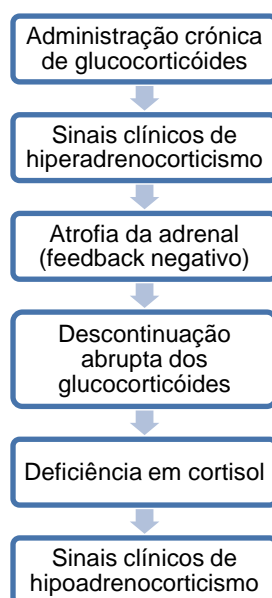 Administração crónica
de glucocorticóides
Sinais clínicos de
hiperadrenocorticismo
Atrofia da adrenal
(feedback negativo)
Descontinuação
abrupta dos
glucocorticóides
Deficiência em cortisol
Sinais clínicos de
hipoadrenocorticismo